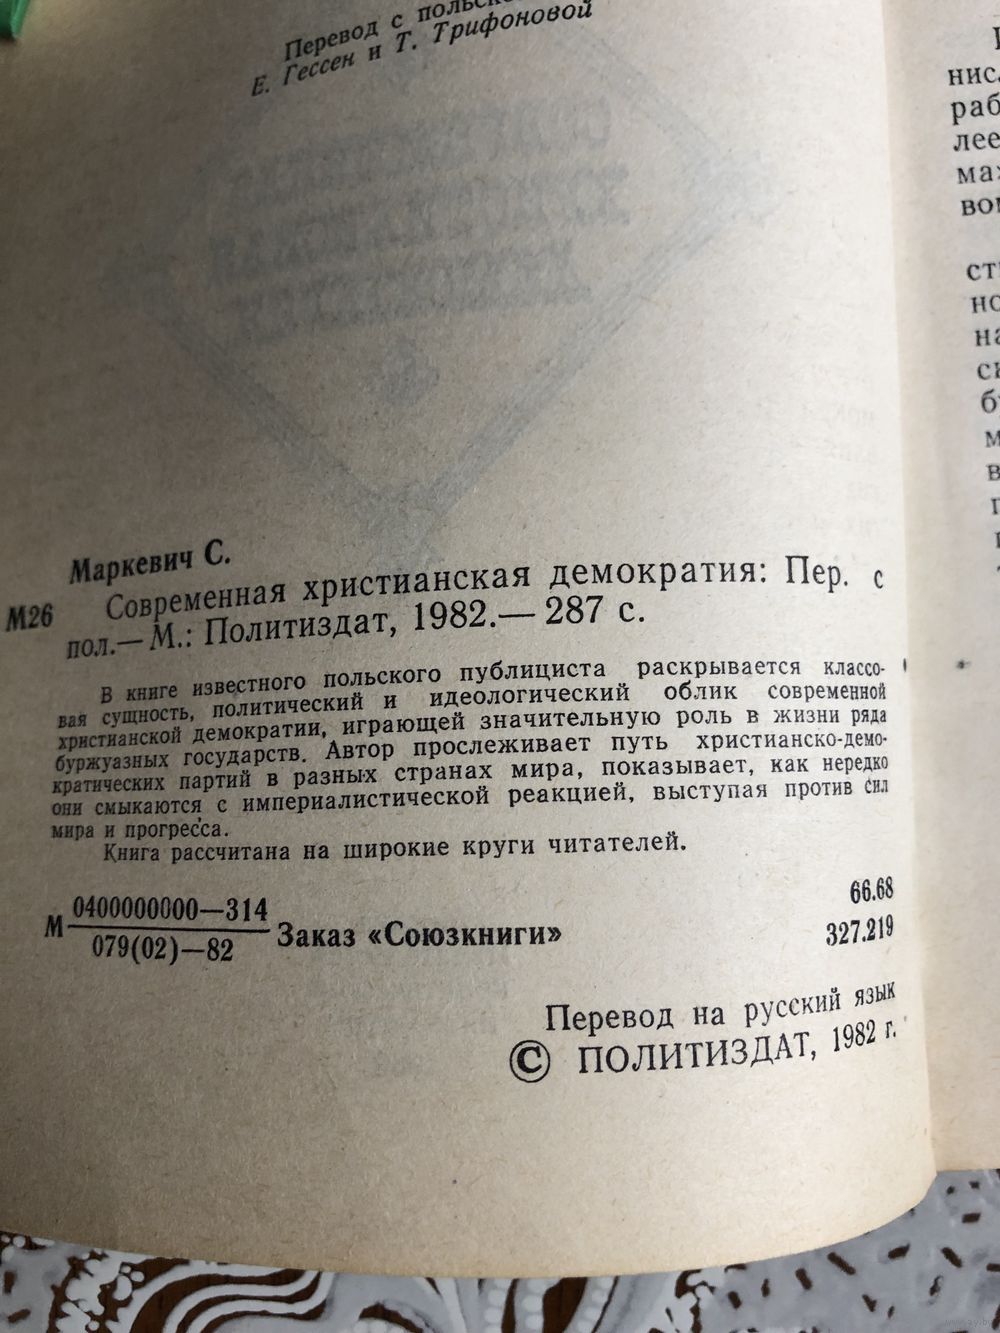 Перевод с
Е. Гессен и Т. Трифоновой
Маркевич С.
М26 Современная христианская демократия: Пер. с
пол.— М.: Политиздат, 1982.— 287 с.
В книге известного польского публициста раскрывается классо-
вая сущность, политический и идеологический облик современной
христианской демократии, играющей значительную роль в жизни ряда
буржуазных государств. Автор прослеживает путь христианско-демо-
кратических партий в разных странах мира, показывает, как нередко
они смыкаются с империалистической реакцией, выступая против сил
мира и прогресса.
Книга рассчитана на широкие круги читателей.
М 0400000000—314
079(02)—82
Заказ «Союзкниги»
66.68
327.219
Перевод на русский язык
© ПОЛИТИЗДАТ, 1982 г.